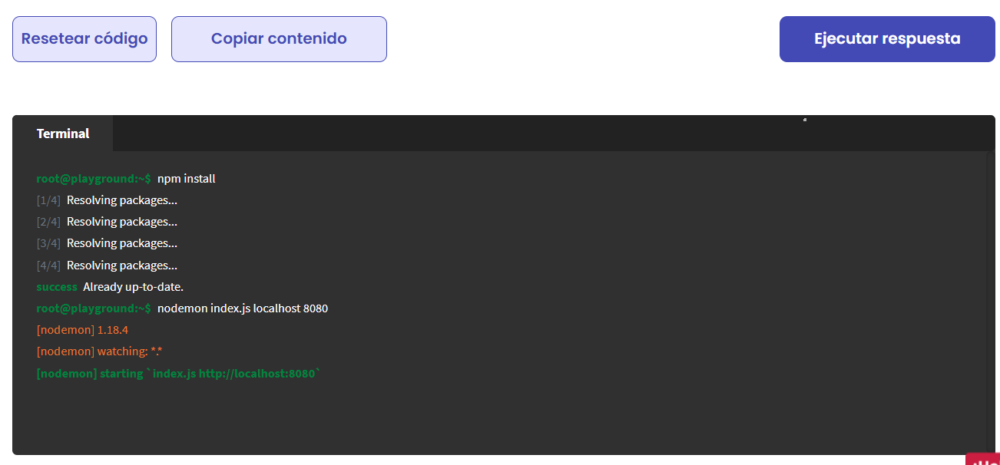 Resetear código
Copiar contenido
Ejecutar respuesta
Terminal
root@playground:~$ npm install
[1/4] Resolving packages...
[2/4] Resolving packages...
[3/4] Resolving packages...
[4/4] Resolving packages...
success Already up-to-date.
root@playground:~$ nodemon index.js localhost 8080
[nodemon] 1.18.4
[nodemon] watching: *.*
[nodemon] starting `index.js http://localhost:8080`